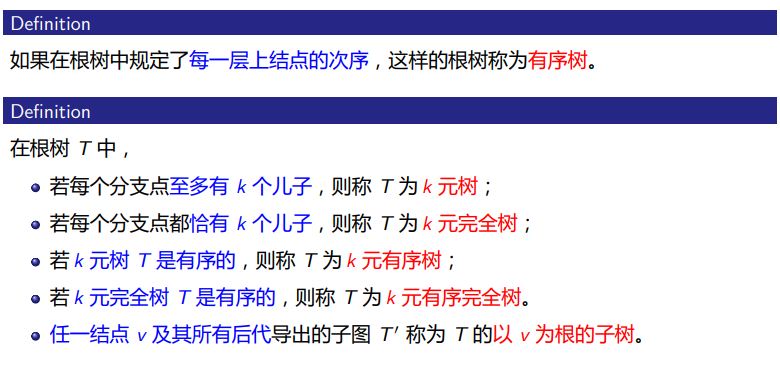 Definition
如果在根树中规定了每一层上结点的次序，这样的根树称为有序树。
Definition
在根树 T 中，
若每个分支点至多有 k 个儿子，则称 T 为 k 元树；
若每个分支点都恰有 k 个儿子，则称 T 为 k 元完全树；
若 k 元树 T 是有序的，则称 T 为 k 元有序树；
若 k 元完全树 T 是有序的，则称 T 为 k 元有序完全树。
任一结点 v 及其所有后代导出的子图 T′ 称为 T 的以 v 为根的子树。